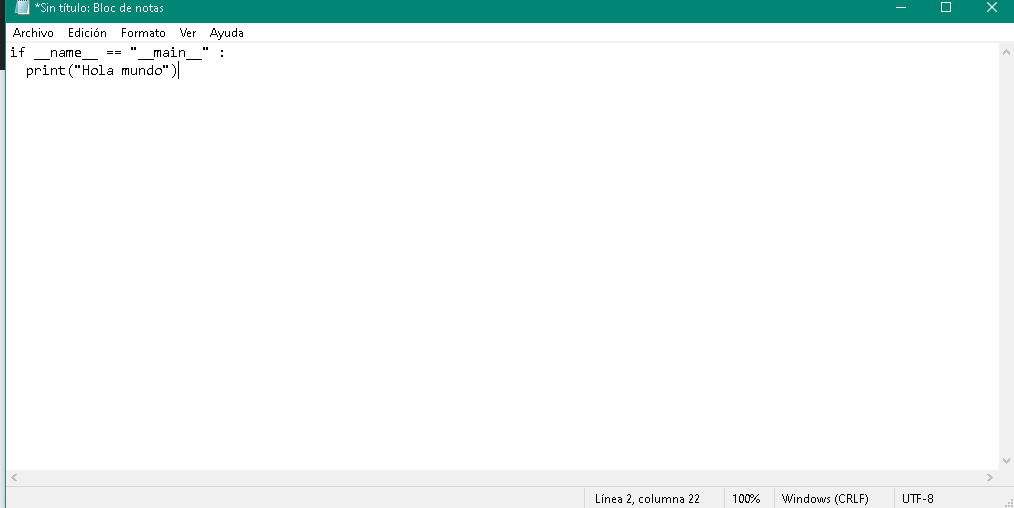 *Sin título: Bloc de notas
Archivo Edición Formato Ver Ayuda
if __name__ == "__main__" :
  print("Hola mundo")
Línea 2, columna 22 100% Windows (CRLF) UTF-8